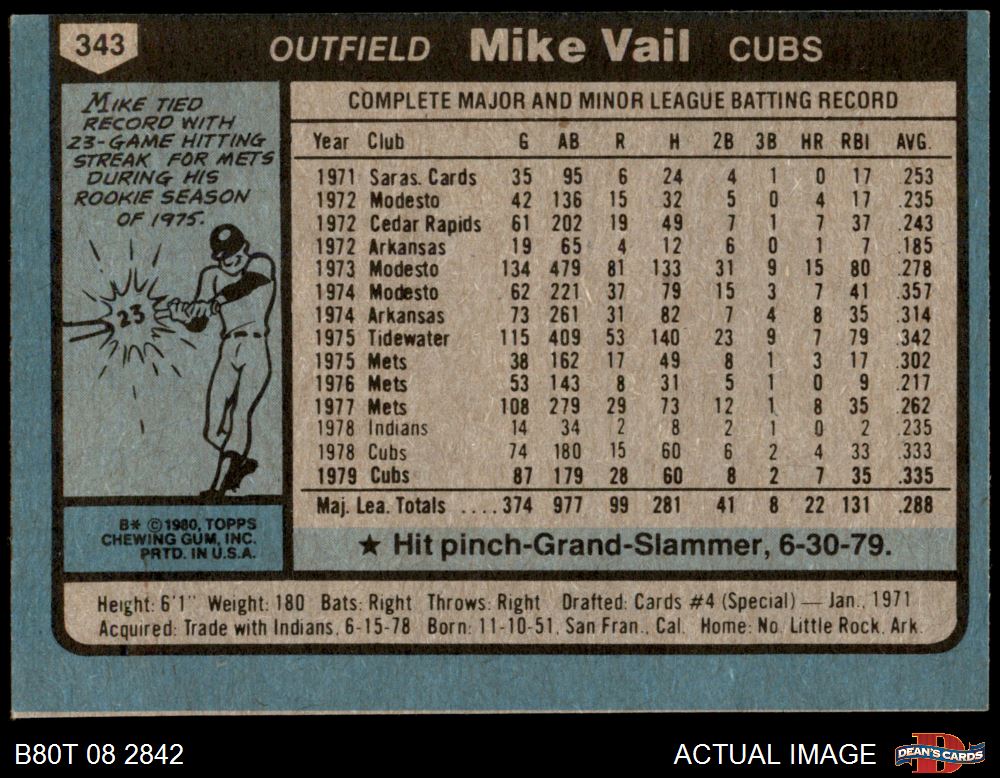 343
OUTFIELD Mike Vail CUBS
MIKE TIED
RECORD WITH
23-GAME HITTING
STREAK FOR METS
DURING HIS
ROOKIE SEASON
OF 1975.
23
B* © 1980, TOPPS
CHEWING GUM, INC.
PRTD. IN U.S.A.
COMPLETE MAJOR AND MINOR LEAGUE BATTING RECORD
Year Club G AB R H 2B 3B HR RBI AVG.
1971 Saras. Cards 35 95 6 24 4 1 0 17 .253
1972 Modesto 42 136 15 32 5 0 4 17 .235
1972 Cedar Rapids 61 202 19 49 7 1 7 37 .243
1972 Arkansas 19 65 4 12 6 0 1 7 .185
1973 Modesto 134 479 81 133 31 9 15 80 .278
1974 Modesto 62 221 37 79 15 3 7 41 .357
1974 Arkansas 73 261 31 82 7 4 8 35 .314
1975 Tidewater 115 409 53 140 23 9 7 79 .342
1975 Mets 38 162 17 49 8 1 3 17 .302
1976 Mets 53 143 8 31 5 1 0 9 .217
1977 Mets 108 279 29 73 12 1 8 35 .262
1978 Indians 14 34 2 8 2 1 0 2 .235
1978 Cubs 74 180 15 60 6 2 4 33 .333
1979 Cubs 87 179 28 60 8 2 7 35 .335
Maj. Lea. Totals ....374 977 99 281 41 8 22 131 .288
★ Hit pinch-Grand-Slammer, 6-30-79.
Height: 6'1" Weight: 180 Bats: Right Throws: Right Drafted: Cards #4 (Special) — Jan., 1971
Acquired: Trade with Indians, 6-15-78 Born: 11-10-51, San Fran., Cal. Home: No. Little Rock, Ark.
B80T 08 2842
ACTUAL IMAGE
D
DEAN'S CARDS